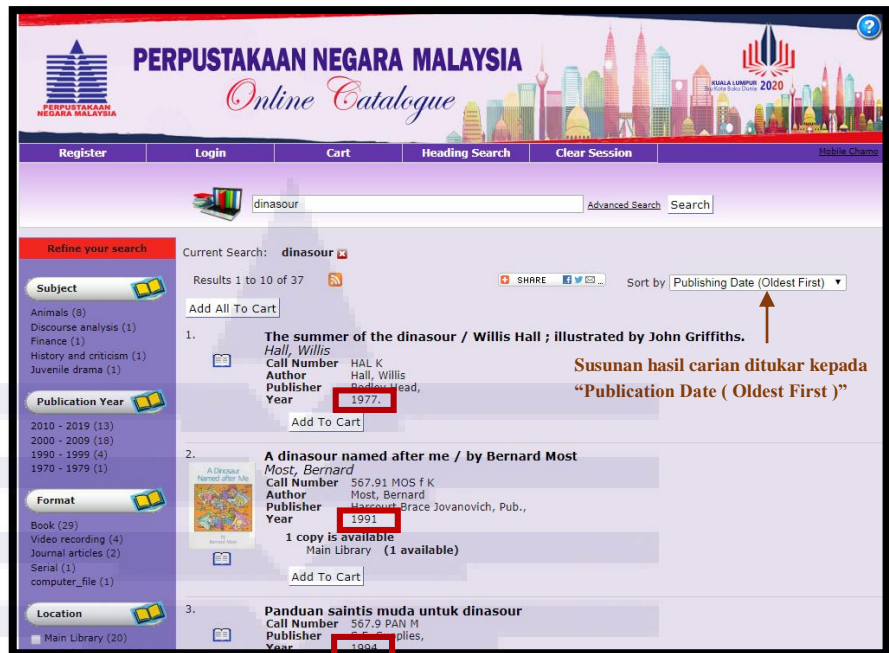 PERPUSTAKAAN NEGARA MALAYSIA
Online Catalogue
PERPUSTAKAAN
NEGARA MALAYSIA
KUALA LUMPUR
Ibu Kota Buku Dunia 2020
?
Register Login Cart Heading Search Clear Session Mobile Chamo
dinasour Advanced Search Search
Refine your search
Subject
Animals (8)
Discourse analysis (1)
Finance (1)
History and criticism (1)
Juvenile drama (1)
Publication Year
2010 - 2019 (13)
2000 - 2009 (18)
1990 - 1999 (4)
1970 - 1979 (1)
Format
Book (29)
Video recording (4)
Journal articles (2)
Serial (1)
computer_file (1)
Location
Main Library (20)
Current Search: dinasour
Results 1 to 10 of 37 SHARE ... Sort by Publishing Date (Oldest First)
Add All To Cart
1. The summer of the dinasour / Willis Hall ; illustrated by John Griffiths.
Hall, Willis
Call Number HAL K
Author Hall, Willis
Publisher Bodley Head,
Year 1977.
Add To Cart
Susunan hasil carian ditukar kepada
“Publication Date ( Oldest First )”
2. A dinasour named after me / by Bernard Most
Most, Bernard
Call Number 567.91 MOS f K
Author Most, Bernard
Publisher Harcourt Brace Jovanovich, Pub.,
Year 1991
1 copy is available
Main Library (1 available)
Add To Cart
A Dinosaur
Named after Me
by
Bernard Most
3. Panduan saintis muda untuk dinasour
Call Number 567.9 PAN M
Publisher Supplies,
Year 1994